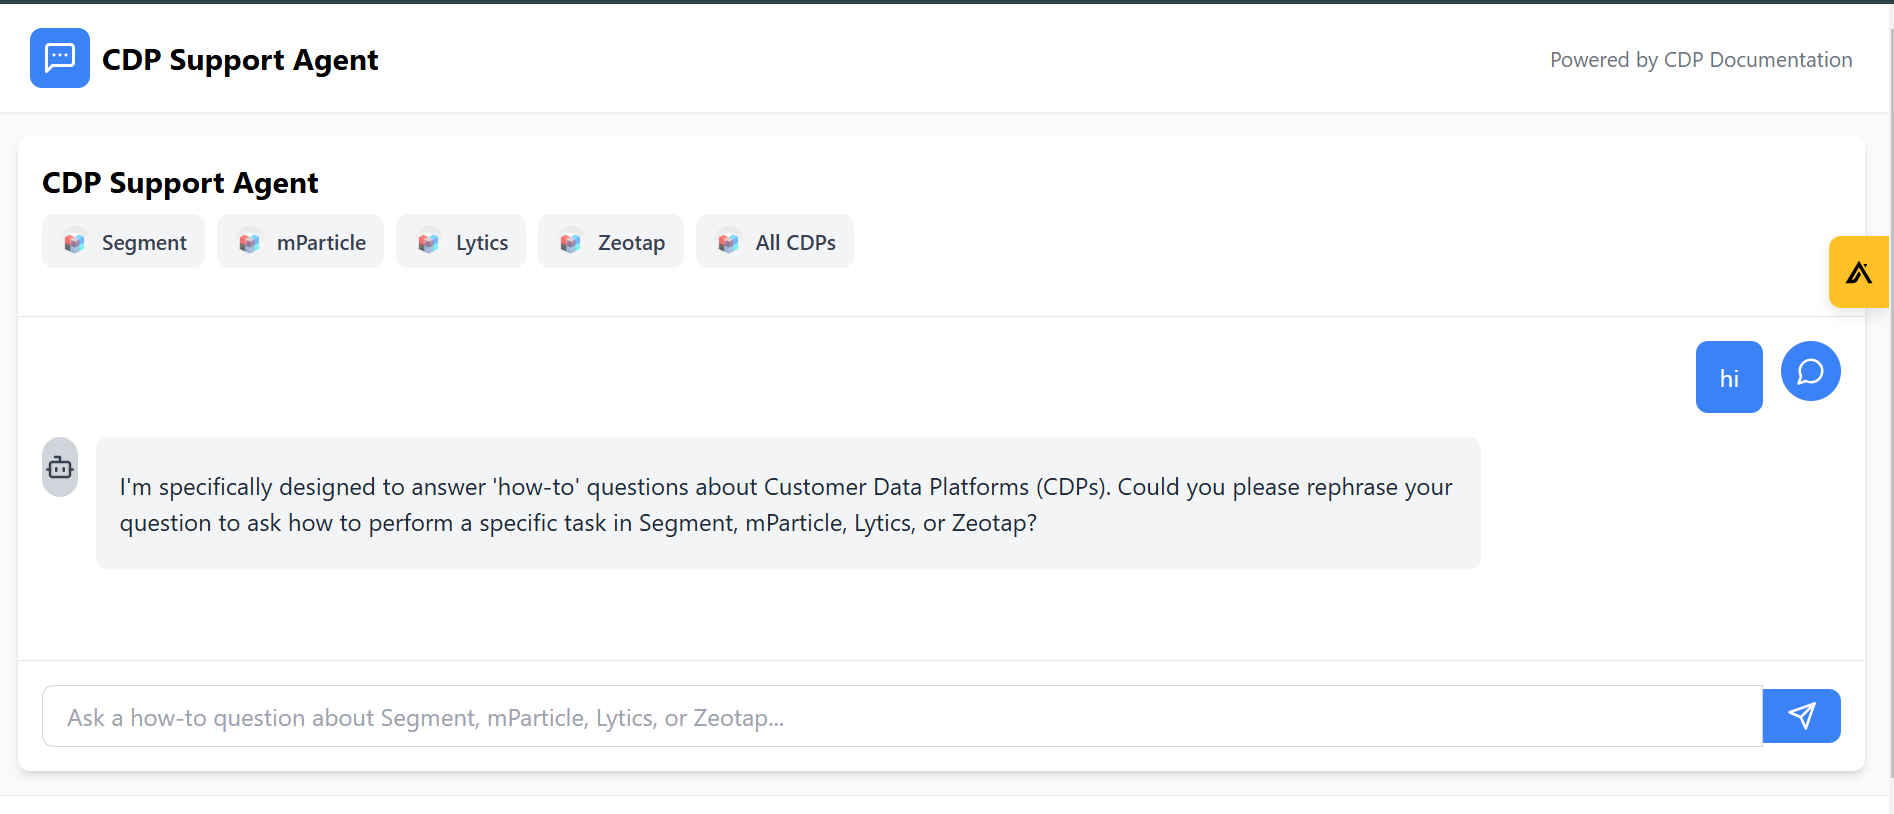 CDP Support Agent
Powered by CDP Documentation
CDP Support Agent
Segment
mParticle
Lytics
Zeotap
All CDPs
hi
I'm specifically designed to answer 'how-to' questions about Customer Data Platforms (CDPs). Could you please rephrase your
question to ask how to perform a specific task in Segment, mParticle, Lytics, or Zeotap?
Ask a how-to question about Segment, mParticle, Lytics, or Zeotap...